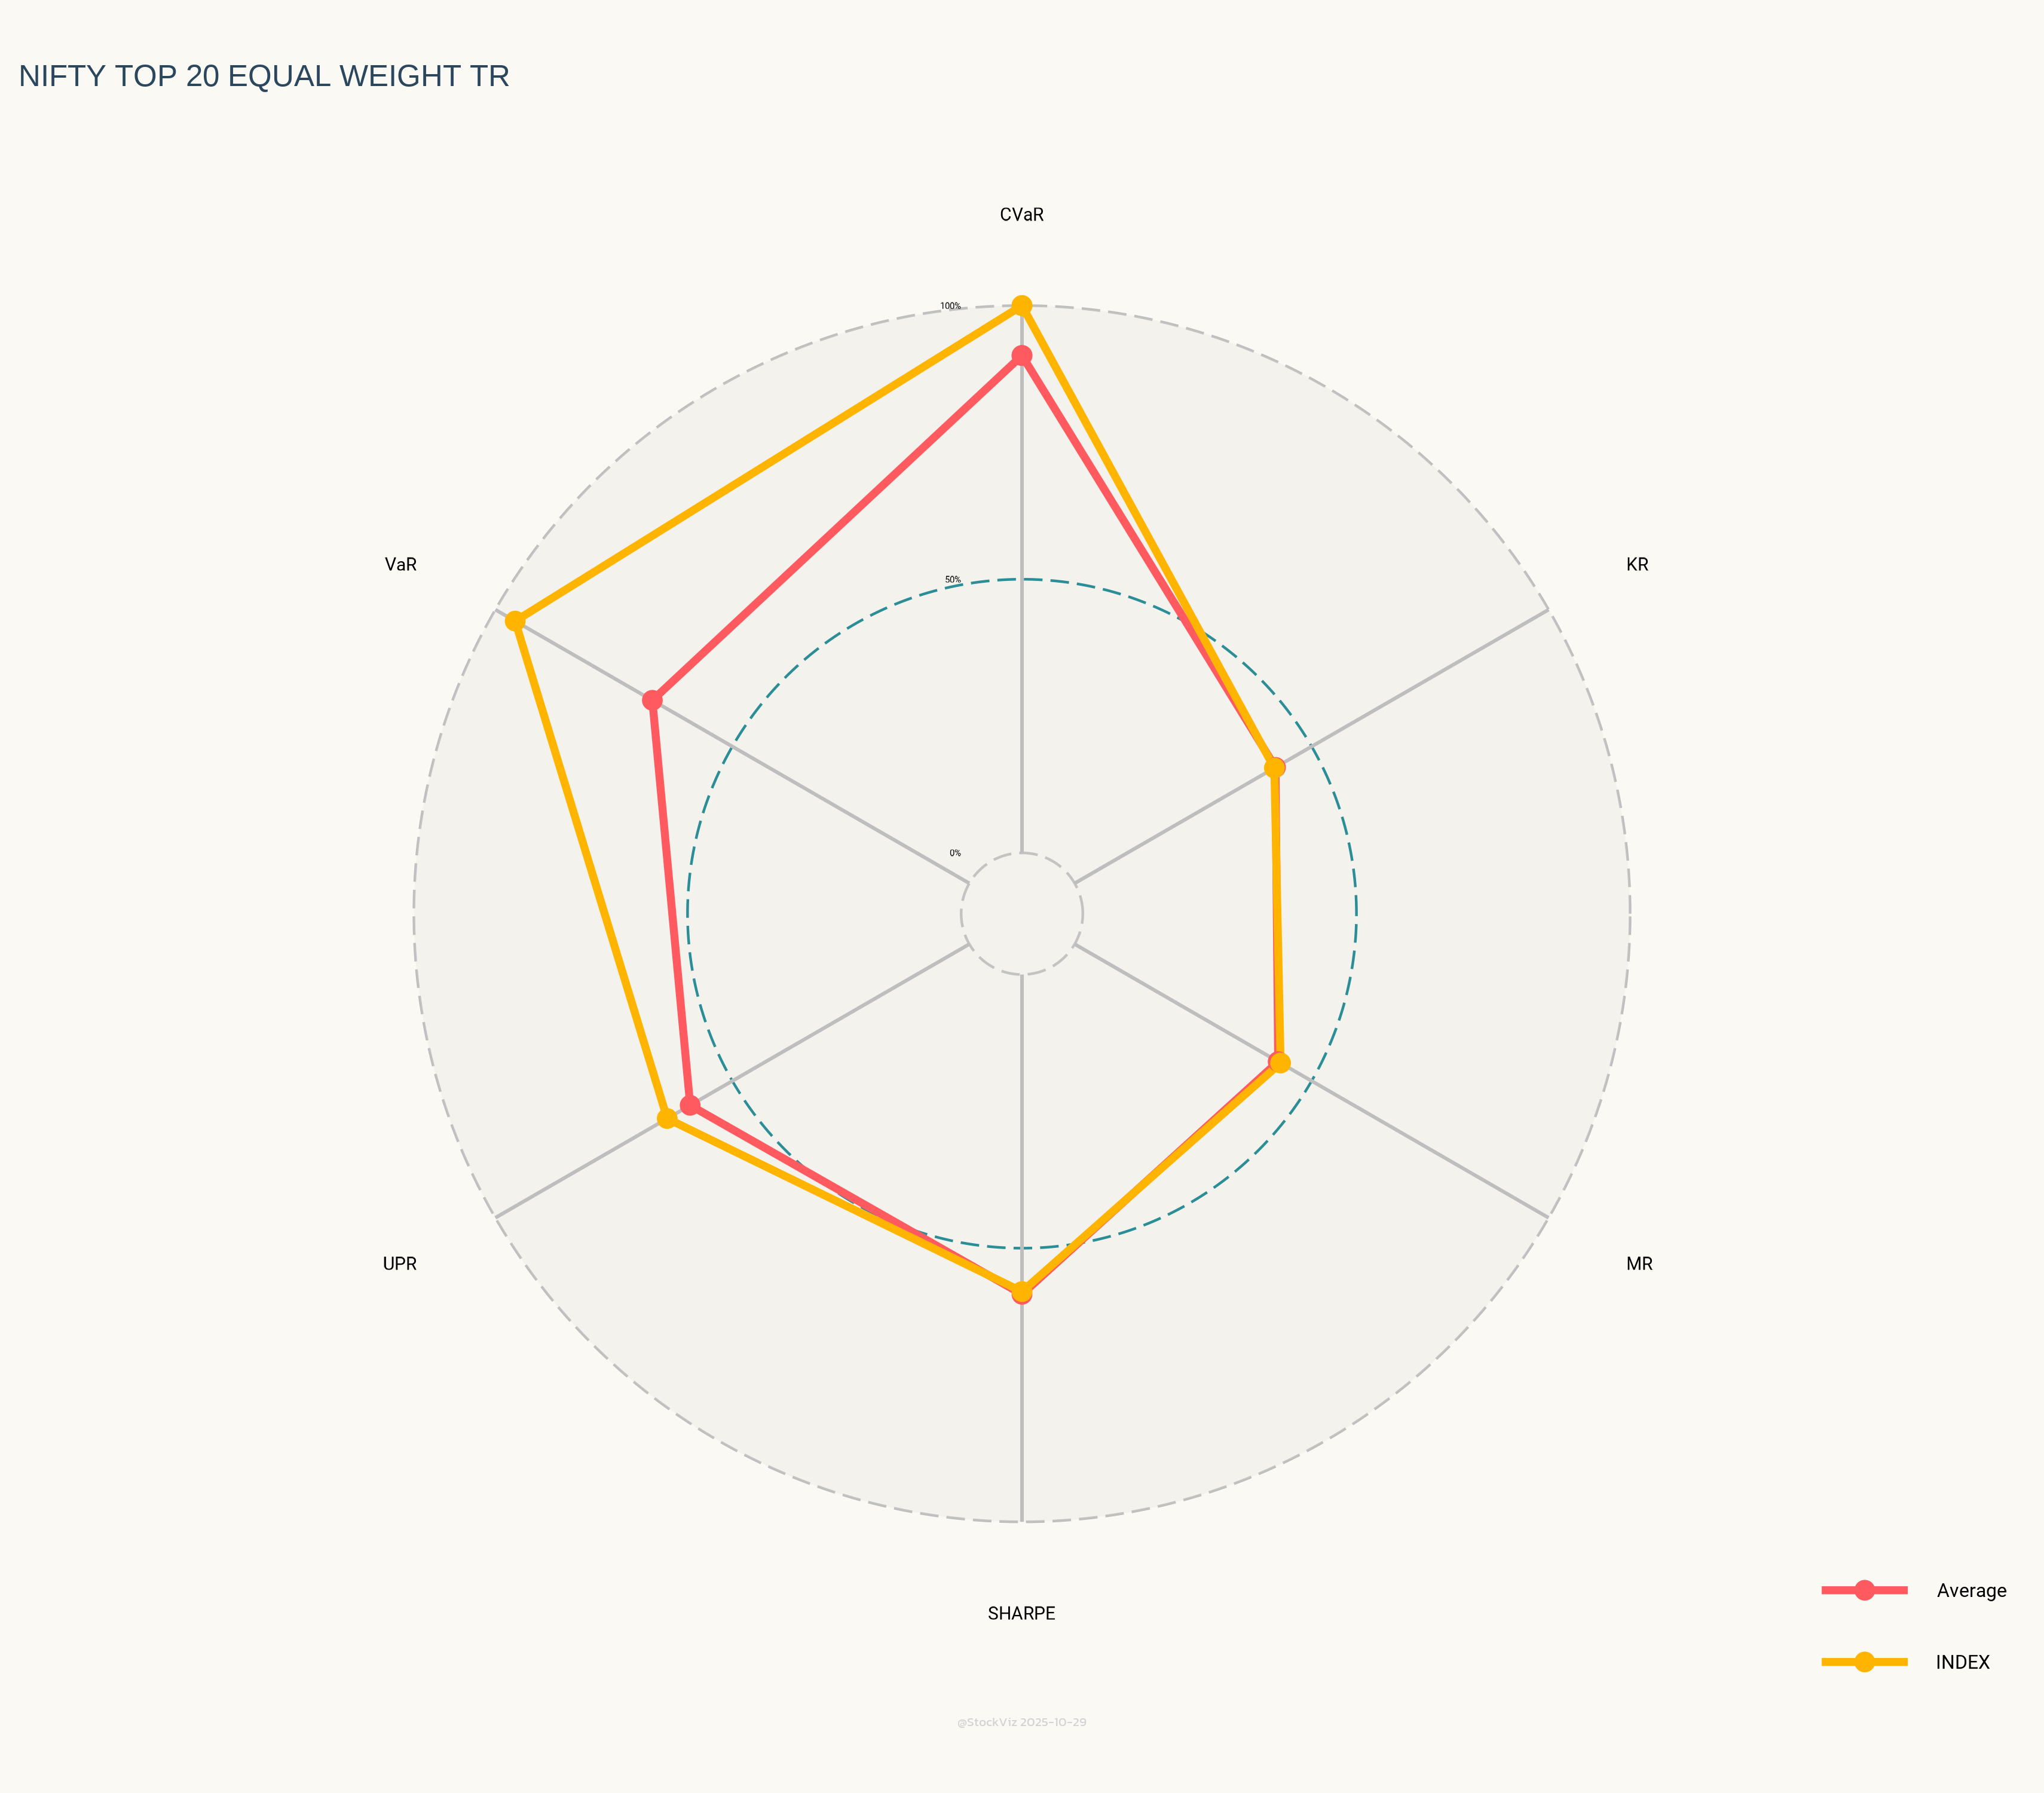 NIFTY TOP 20 EQUAL WEIGHT TR
CVaR
100%
VaR
KR
50%
0%
UPR
MR
SHARPE
Average
INDEX
@StockViz 2025-10-29